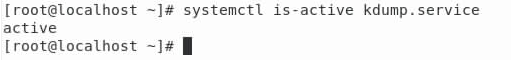 [root@localhost ~]# systemctl is-active kdump.service
active
[root@localhost ~]#